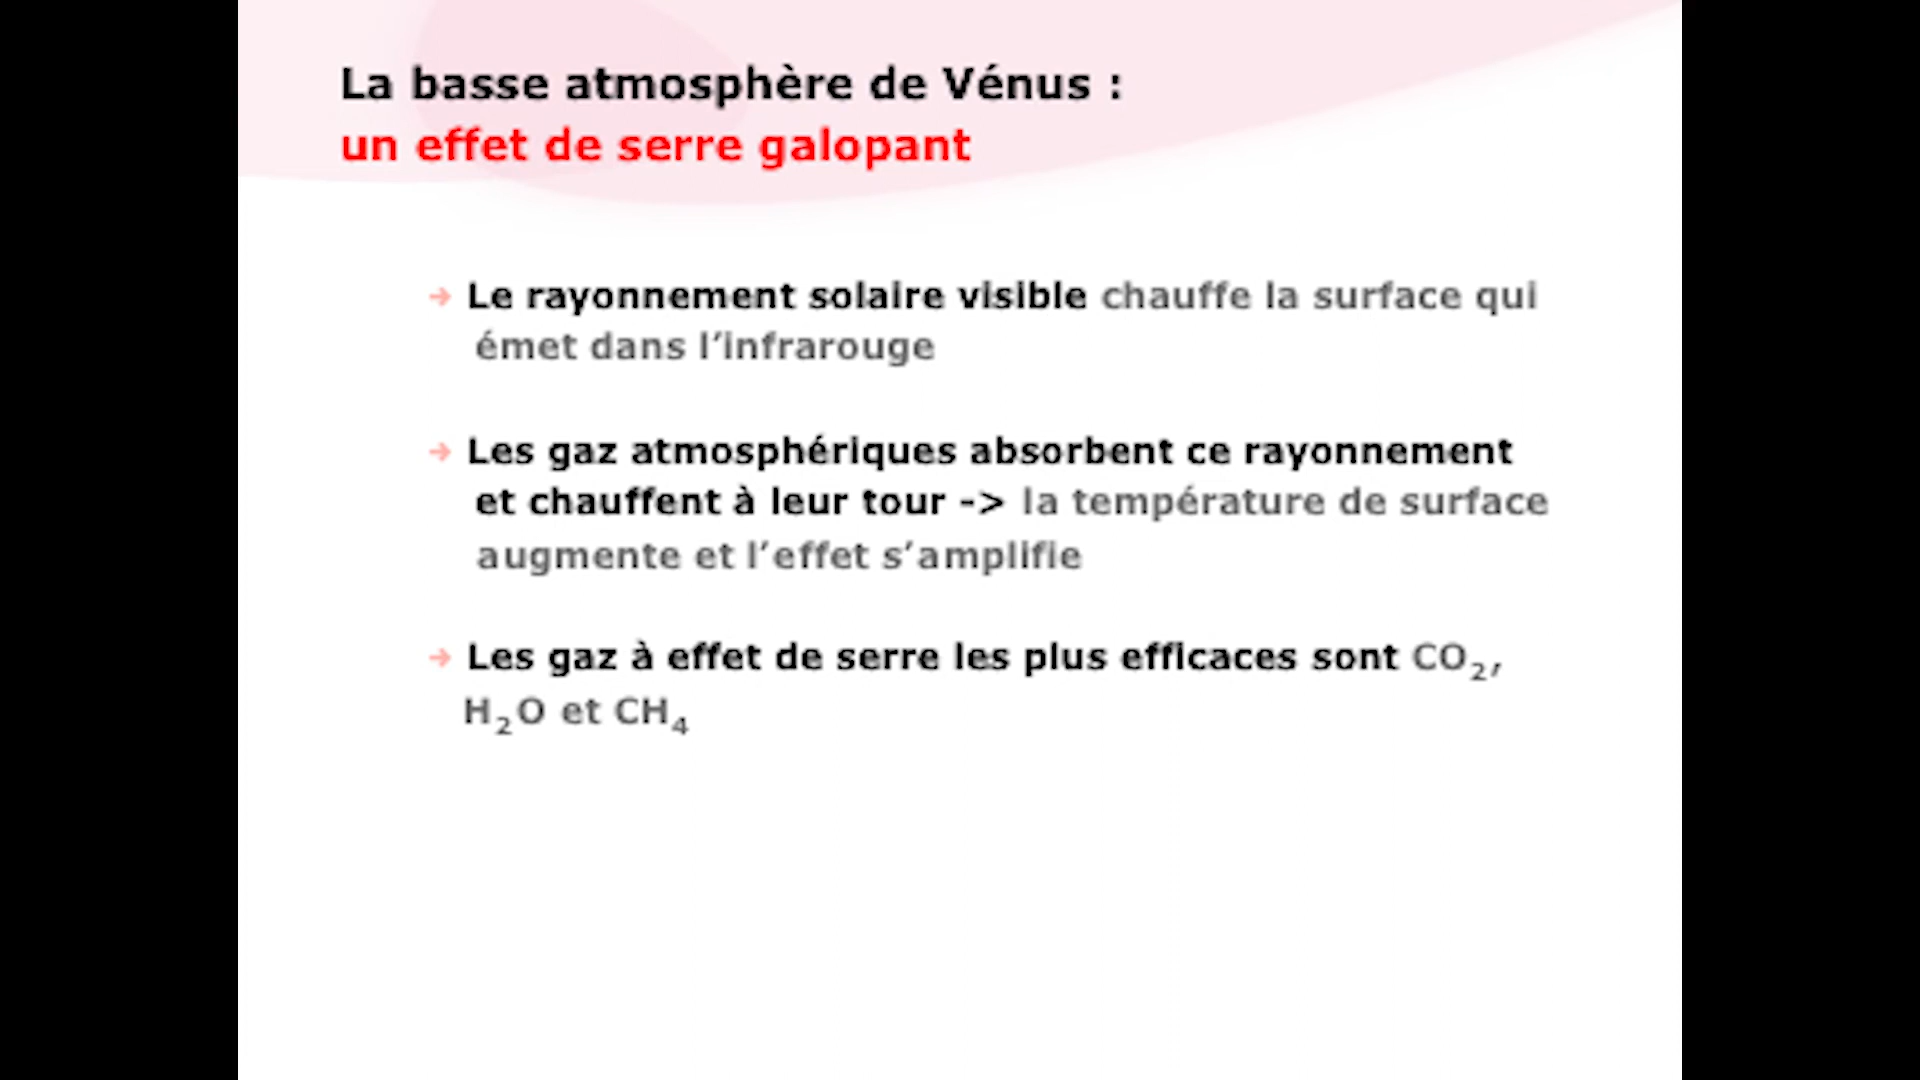 La basse atmosphère de Vénus :
un effet de serre galopant
→ Le rayonnement solaire visible chauffe la surface qui
émet dans l’infrarouge
→ Les gaz atmosphériques absorbent ce rayonnement
et chauffent à leur tour -> la température de surface
augmente et l’effet s’amplifie
→ Les gaz à effet de serre les plus efficaces sont CO₂,
H₂O et CH₄